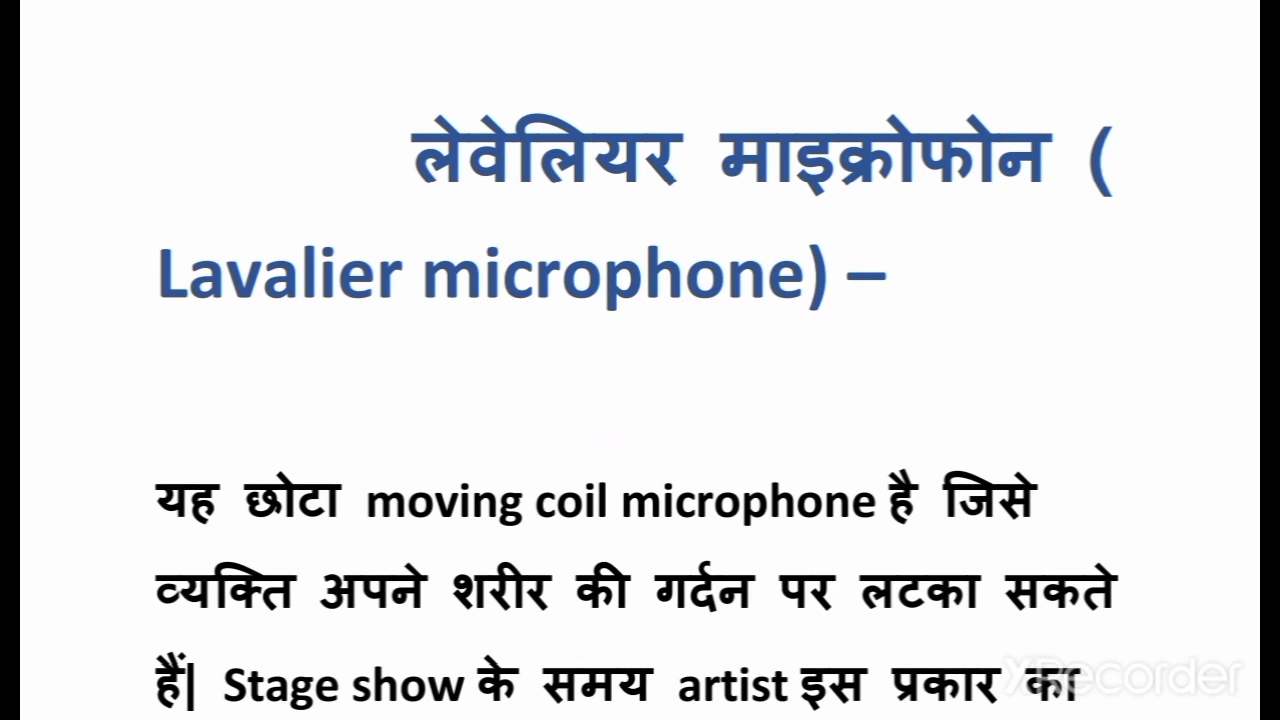 लेवेलियर माइक्रोफोन (
Lavalier microphone) –
यह छोटा moving coil microphone है जिसे
व्यक्ति अपने शरीर की गर्दन पर लटका सकते
हैं| Stage show के समय artist इस प्रकार का
XRecorder